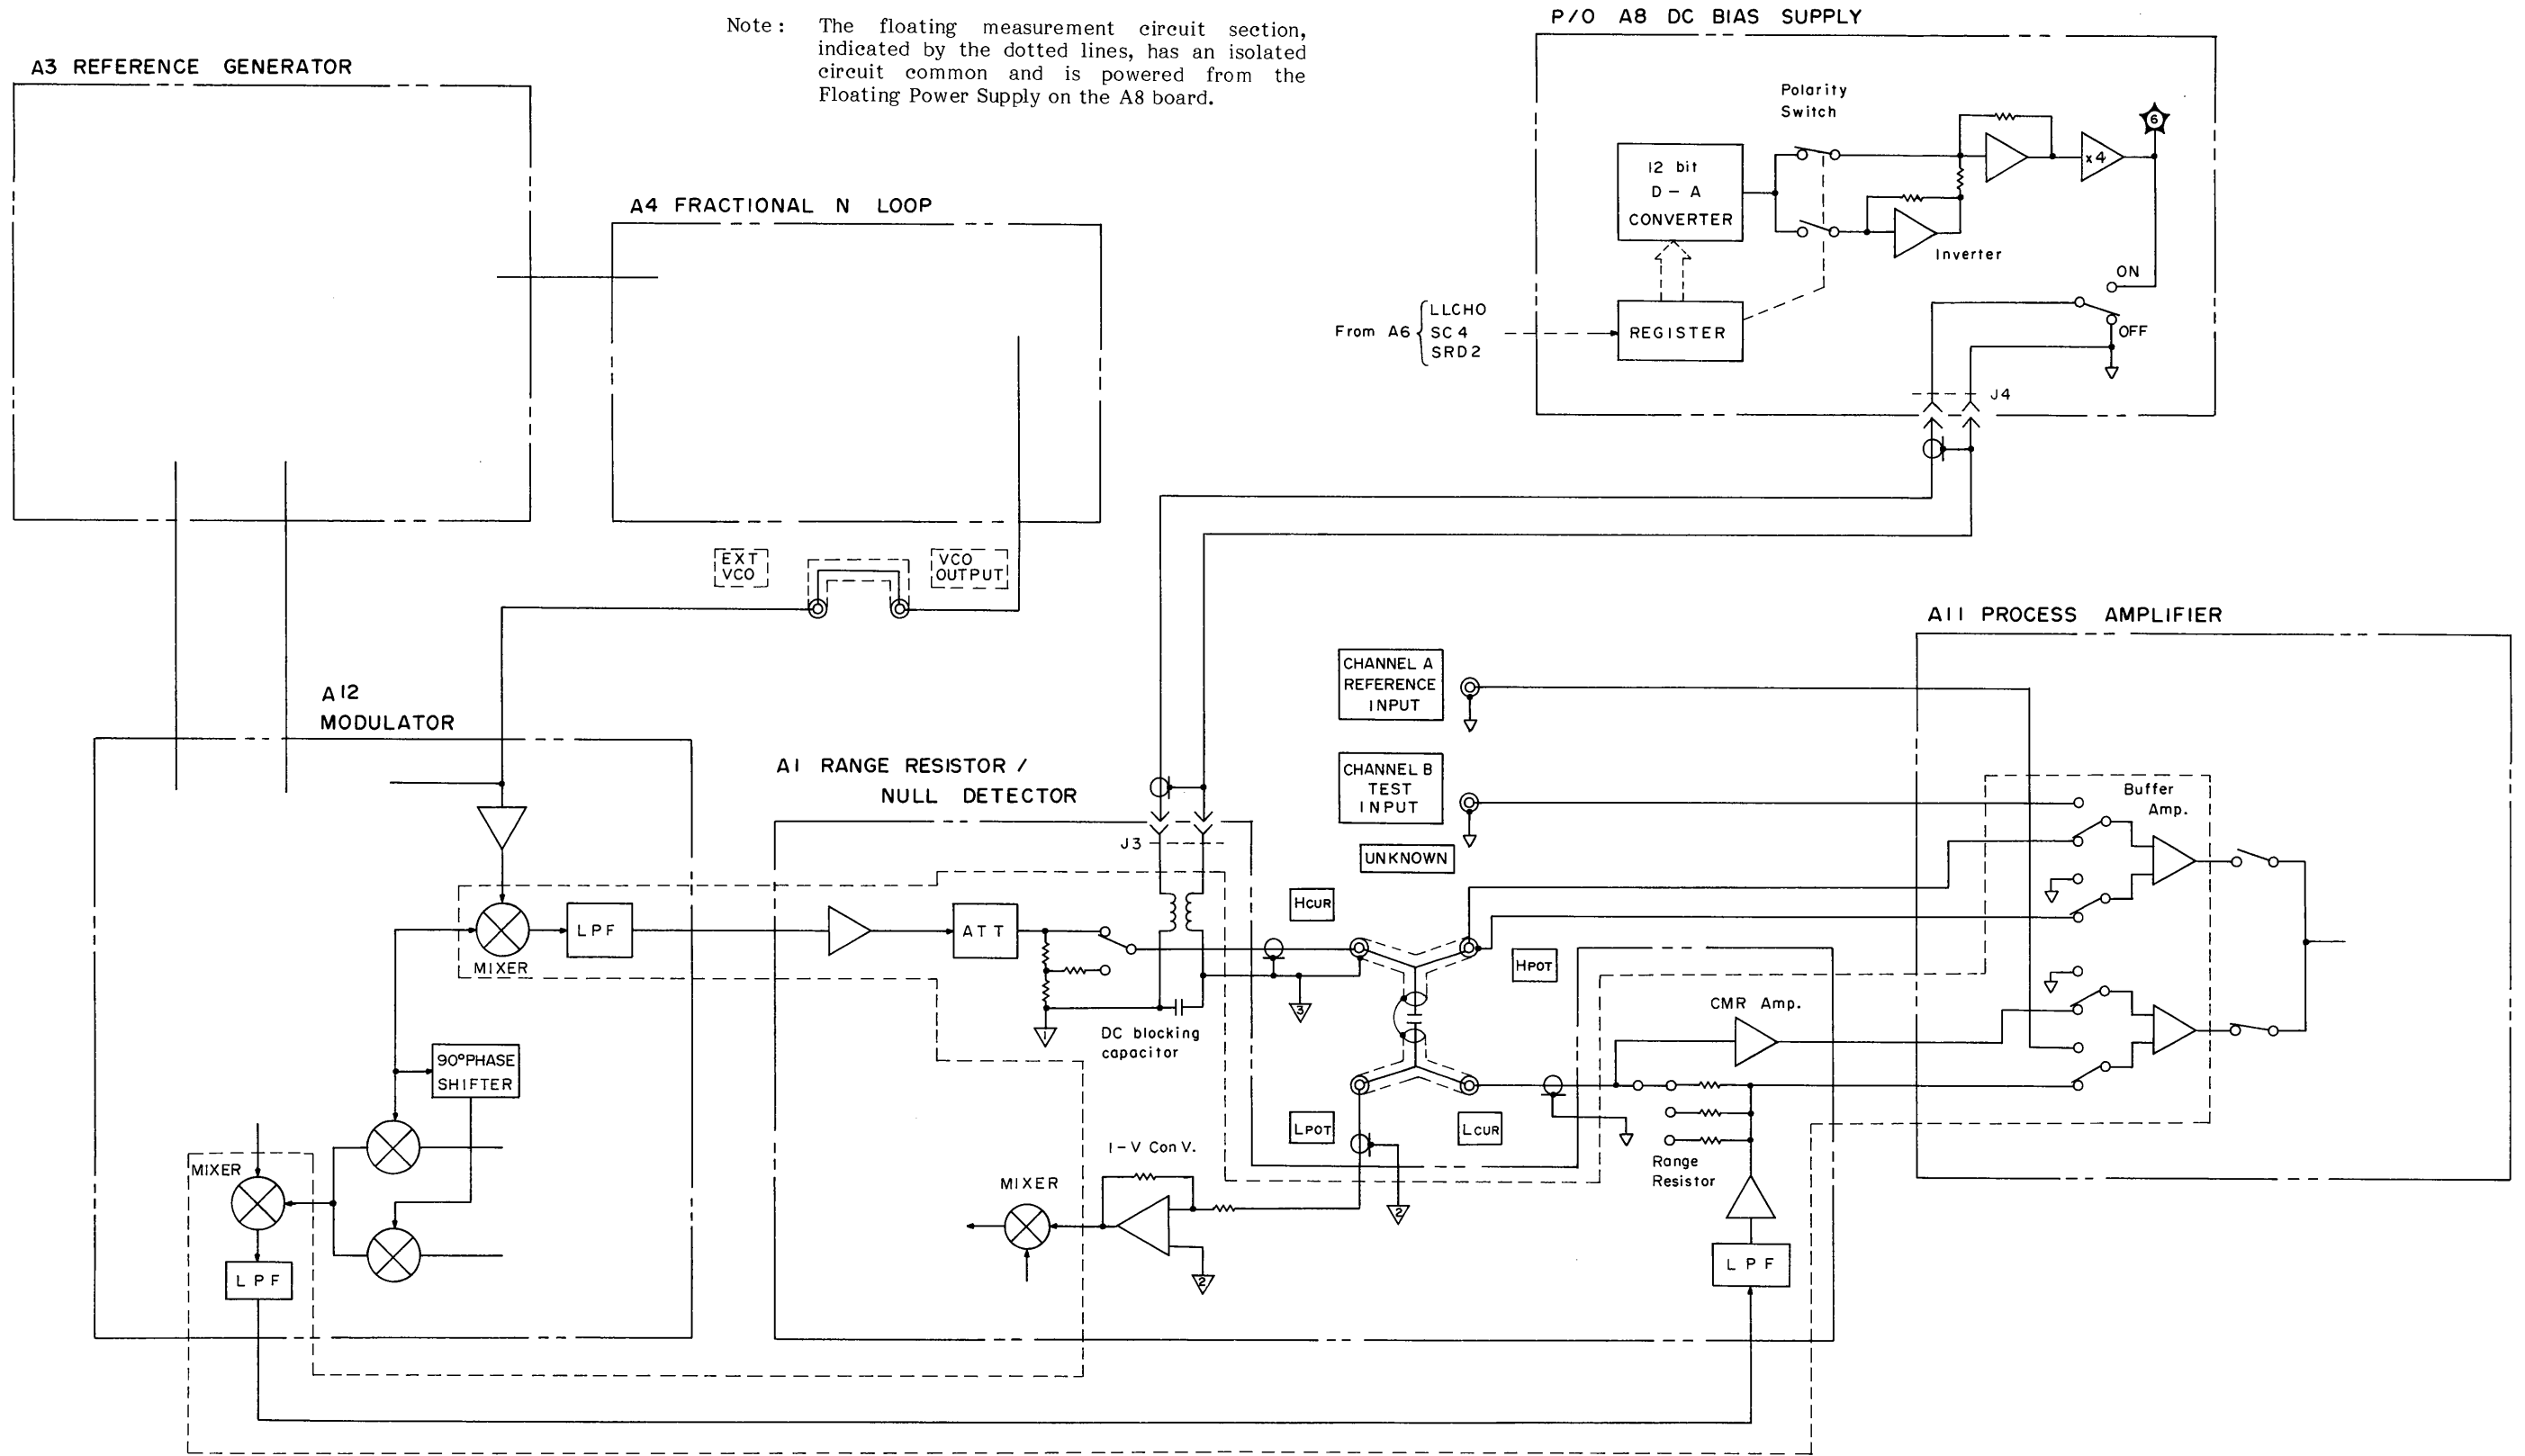 Note : The floating measurement circuit section,
indicated by the dotted lines, has an isolated
circuit common and is powered from the
Floating Power Supply on the A8 board.
P/O A8 DC BIAS SUPPLY
A3 REFERENCE GENERATOR
A4 FRACTIONAL N LOOP
Polarity
Switch
6
12 bit
D - A
CONVERTER
x4
Inverter
ON
OFF
From A6
LLCHO
SC 4
SRD2
REGISTER
J4
EXT
VCO
VCO
OUTPUT
A11 PROCESS AMPLIFIER
CHANNEL A
REFERENCE
INPUT
A12
MODULATOR
A1 RANGE RESISTOR /
NULL DETECTOR
CHANNEL B
TEST
INPUT
Buffer
Amp.
J3
UNKNOWN
HCUR
LPF
ATT
MIXER
HPOT
3
1
DC blocking
capacitor
CMR Amp.
90°PHASE
SHIFTER
LPOT
LCUR
I-V Con V.
MIXER
MIXER
Range
Resistor
2
2
LPF
LPF